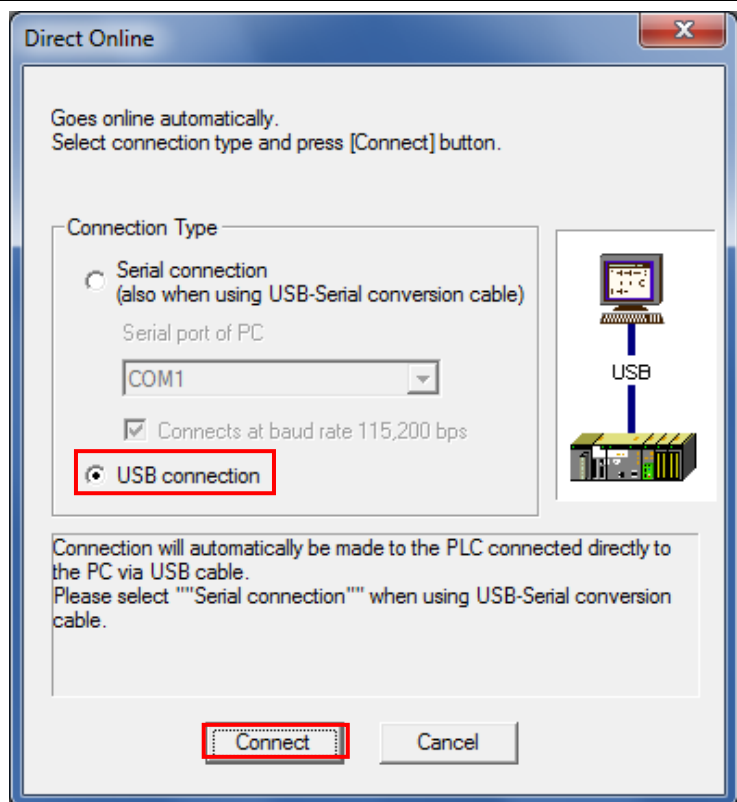 Direct Online
Goes online automatically.
Select connection type and press [Connect] button.
Connection Type
Serial connection
(also when using USB-Serial conversion cable)
Serial port of PC
COM1
Connects at baud rate 115,200 bps
USB connection
USB
Connection will automatically be made to the PLC connected directly to
the PC via USB cable.
Please select ""Serial connection"" when using USB-Serial conversion
cable.
Connect
Cancel